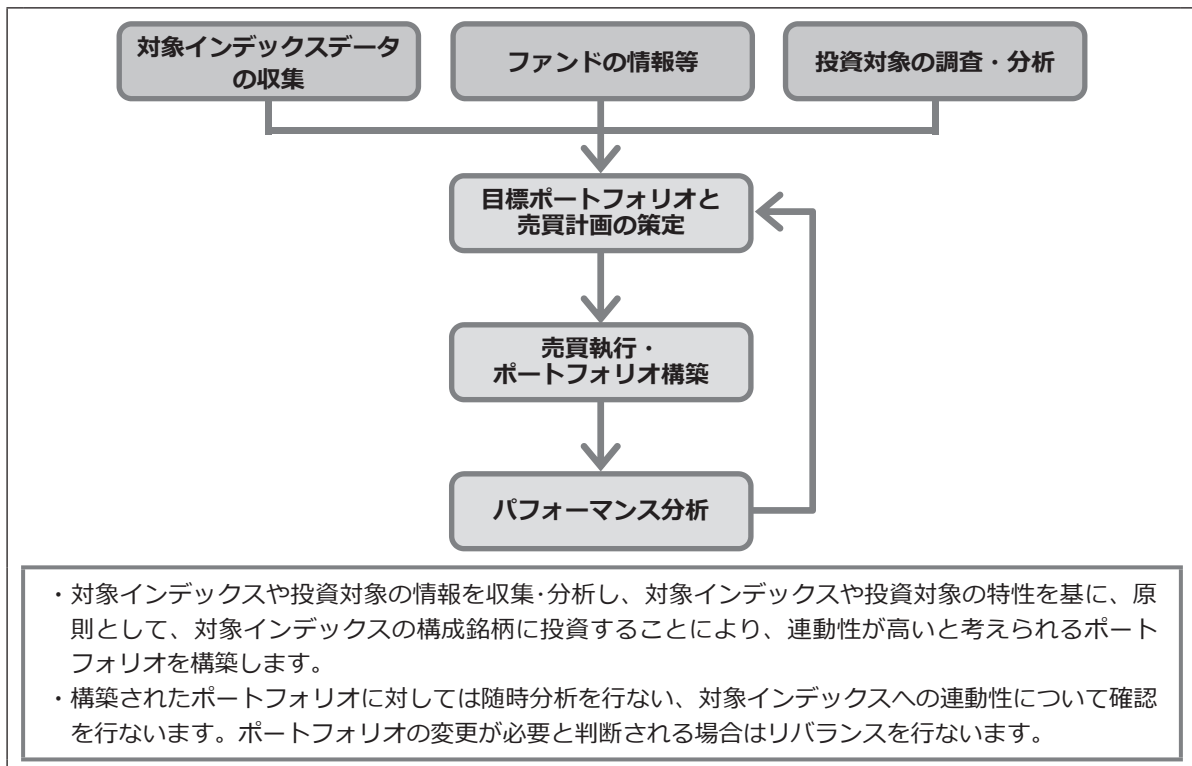 対象インデックスデータ
の収集
ファンドの情報等
投資対象の調査・分析
目標ポートフォリオと
売買計画の策定
売買執行・
ポートフォリオ構築
パフォーマンス分析
・対象インデックスや投資対象の情報を収集･分析し、対象インデックスや投資対象の特性を基に、原
則として、対象インデックスの構成銘柄に投資することにより、連動性が高いと考えられるポート
フォリオを構築します。
・構築されたポートフォリオに対しては随時分析を行ない、対象インデックスへの連動性について確認
を行ないます。ポートフォリオの変更が必要と判断される場合はリバランスを行ないます。